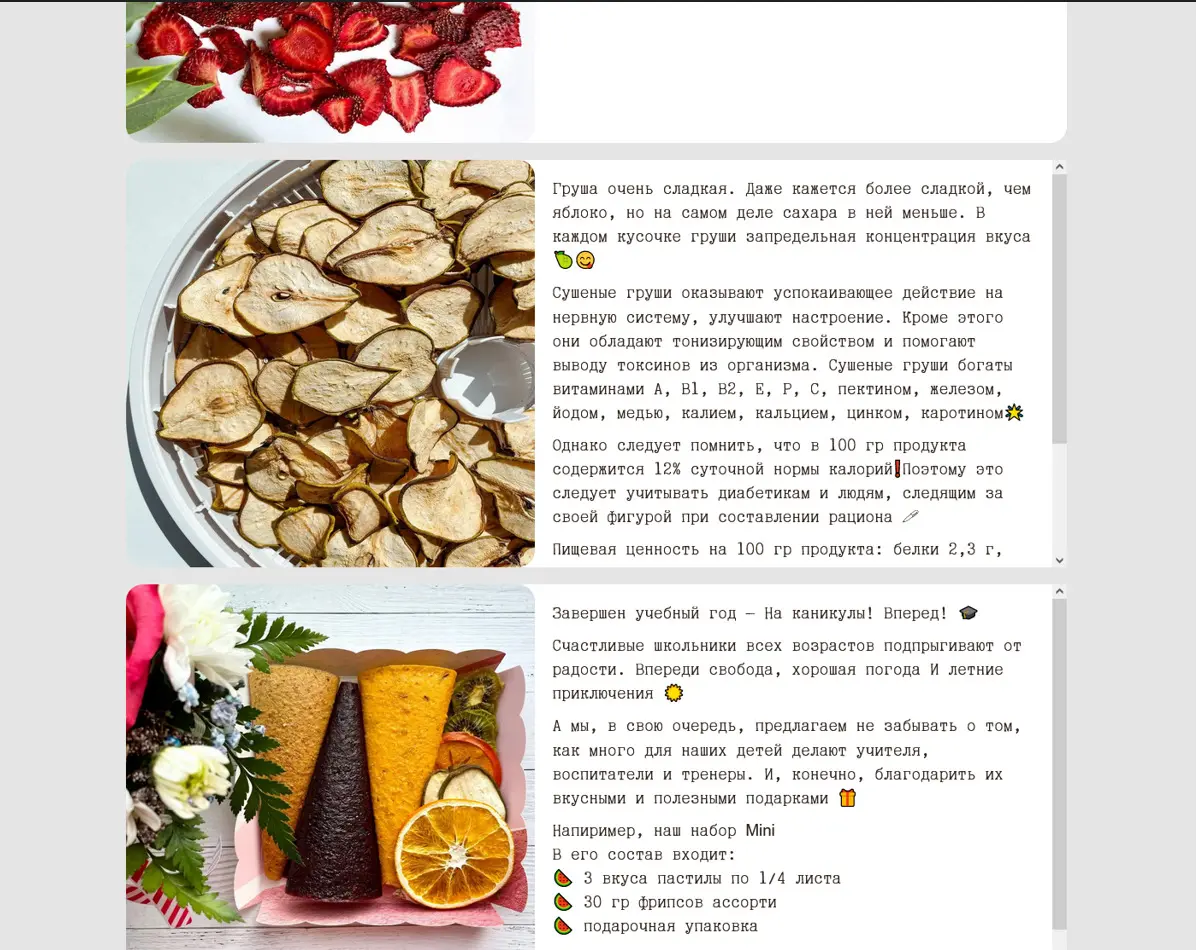 Груша очень сладкая. Даже кажется более сладкой, чем
яблоко, но на самом деле сахара в ней меньше. В
каждом кусочке груши запредельная концентрация вкуса
🍐😋
Сушеные груши оказывают успокаивающее действие на
нервную систему, улучшают настроение. Кроме этого
они обладают тонизирующим свойством и помогают
выводу токсинов из организма. Сушеные груши богаты
витаминами А, В1, В2, Е, Р, С, пектином, железом,
йодом, медью, калием, кальцием, цинком, каротином🌟
Однако следует помнить, что в 100 гр продукта
содержится 12% суточной нормы калорий❗Поэтому это
следует учитывать диабетикам и людям, следящим за
своей фигурой при составлении рациона
Пищевая ценность на 100 гр продукта: белки 2,3 г,
Завершен учебный год – На каникулы! Вперед! 🎓
Счастливые школьники всех возрастов подпрыгивают от
радости. Впереди свобода, хорошая погода И летние
приключения ☀
А мы, в свою очередь, предлагаем не забывать о том,
как много для наших детей делают учителя,
воспитатели и тренеры. И, конечно, благодарить их
вкусными и полезными подарками 🎁
Напиример, наш набор Mini
В его состав входит:
🍉 3 вкуса пастилы по 1/4 листа
🍉 30 гр фрипсов ассорти
🍉 подарочная упаковка